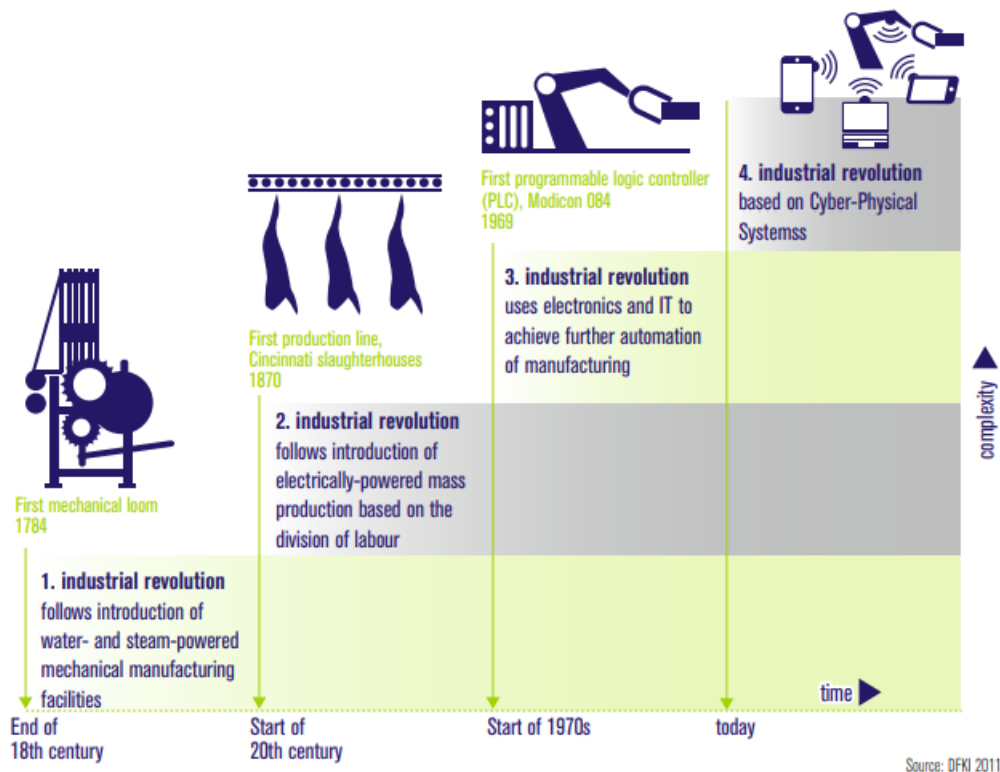 First mechanical loom
1784
1. industrial revolution
follows introduction of
water- and steam-powered
mechanical manufacturing
facilities
End of
18th century
First production line,
Cincinnati slaughterhouses
1870
2. industrial revolution
follows introduction of
electrically-powered mass
production based on the
division of labour
Start of
20th century
First programmable logic controller
(PLC), Modicon 084
1969
3. industrial revolution
uses electronics and IT to
achieve further automation
of manufacturing
Start of 1970s
4. industrial revolution
based on Cyber-Physical
Systemss
today
time
complexity
Source: DFKI 2011